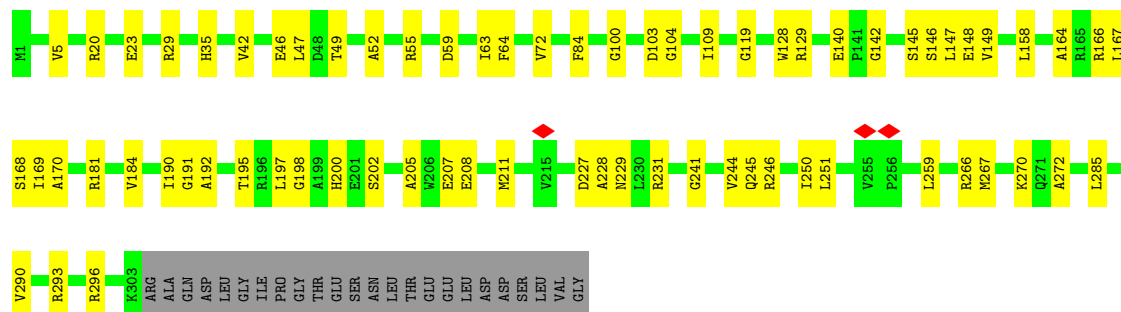 M1 V5 R20 E23 R29 H35 V42 E46 L47 D48 T49 A52 R55 D59 I63 F64 V72 F84 G100 D103 G104 I109 G119 W128 R129 E140 P141 G142 S145 S146 L147 E148 V149 L158 A164 R165 R166 L167
S168 I169 A170 R181 V184 I190 G191 A192 T195 R196 L197 G198 A199 H200 E201 S202 A205 W206 E207 E208 M211 V215 D227 A228 N229 L230 R231 G241 V244 Q245 R246 I250 L251 V255 P256 L259 R266 M267 K270 Q271 A272 L285
V290 R293 R296 K303 ARG ALA GLN ASP LEU GLY ILE PRO GLY THR GLU SER ASN LEU THR GLU GLU LEU ASP ASP SER LEU VAL GLY